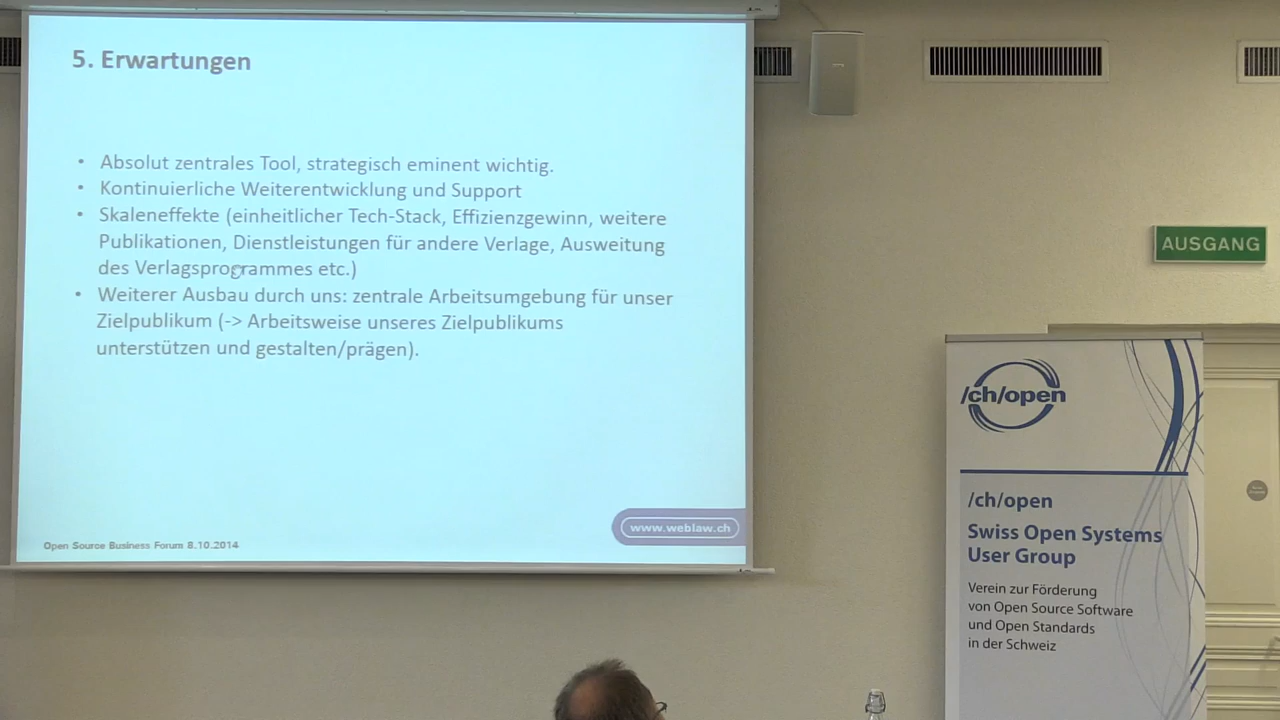 5. Erwartungen
• Absolut zentrales Tool, strategisch eminent wichtig.
• Kontinuierliche Weiterentwicklung und Support
• Skaleneffekte (einheitlicher Tech-Stack, Effizienzgewinn, weitere
Publikationen, Dienstleistungen für andere Verlage, Ausweitung
des Verlagsprogrammes etc.)
• Weiterer Ausbau durch uns: zentrale Arbeitsumgebung für unser
Zielpublikum (-> Arbeitsweise unseres Zielpublikums
unterstützen und gestalten/prägen).
www.weblaw.ch
Open Source Business Forum 8.10.2014
AUSGANG
/ch/open
/ch/open
Swiss Open Systems
User Group
Verein zur Förderung
von Open Source Software
und Open Standards
in der Schweiz